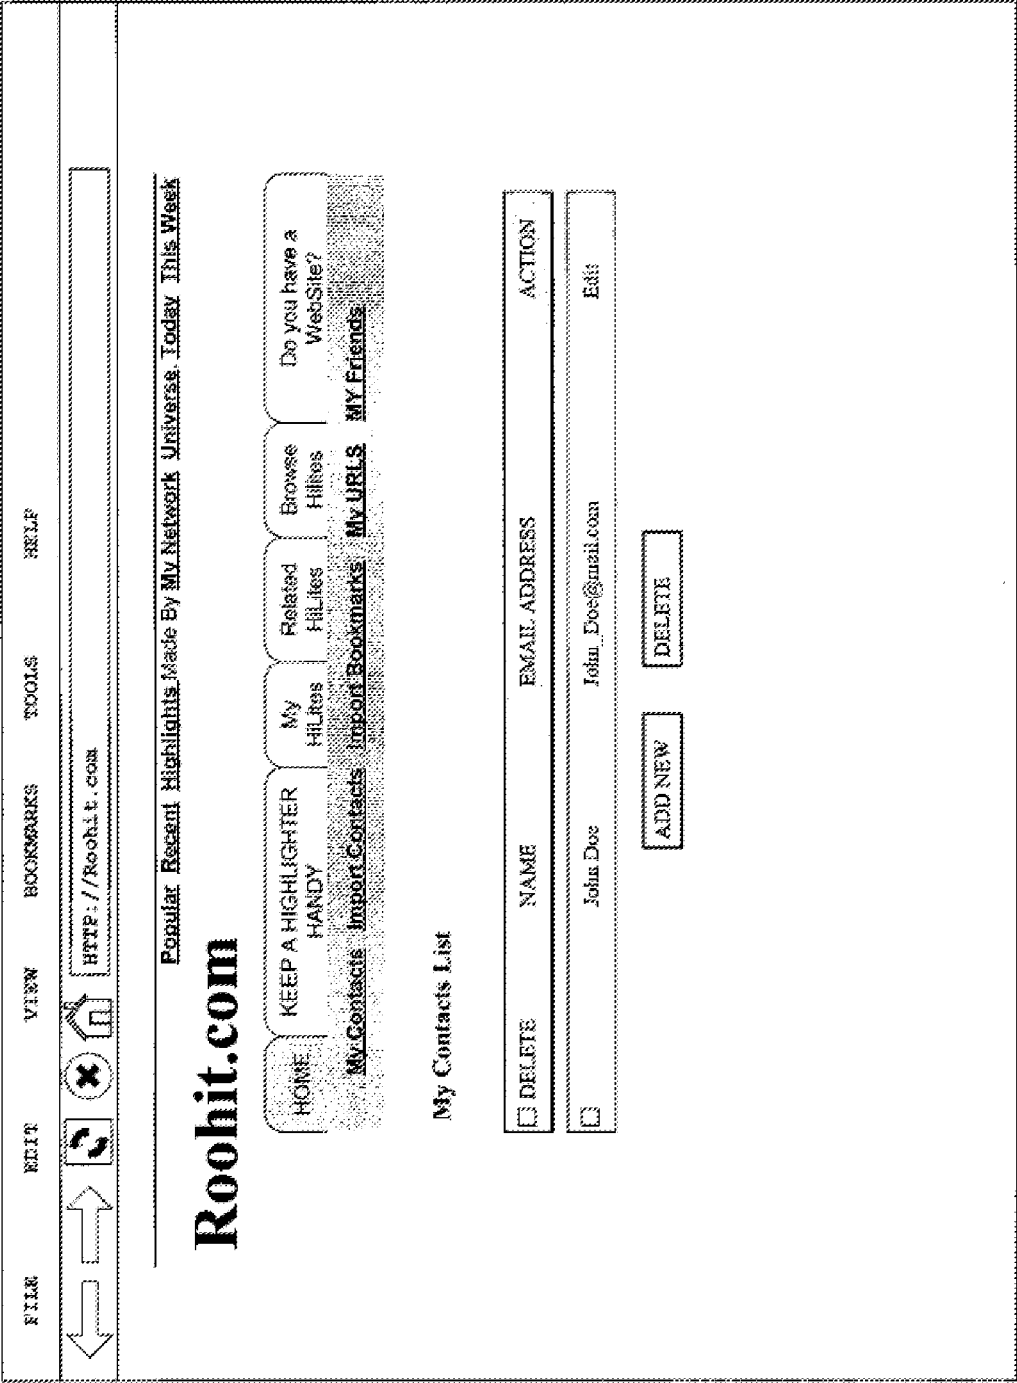 FILE EDIT VIEW BOOKMARKS TOOLS HELP
HTTP://Roohit.com
Popular Recent Highlights Made By My Network Universe Today This Week
Roohit.com
HOME
KEEP A HIGHLIGHTER
HANDY
My
HiLites
Related
HiLites
Browse
Hilites
Do you have a
WebSite?
My Contacts Import Contacts Import Bookmarks My URLS MY Friends
My Contacts List
DELETE NAME EMAIL ADDRESS ACTION
John Doe John_Doe@mail.com Edit
ADD NEW DELETE